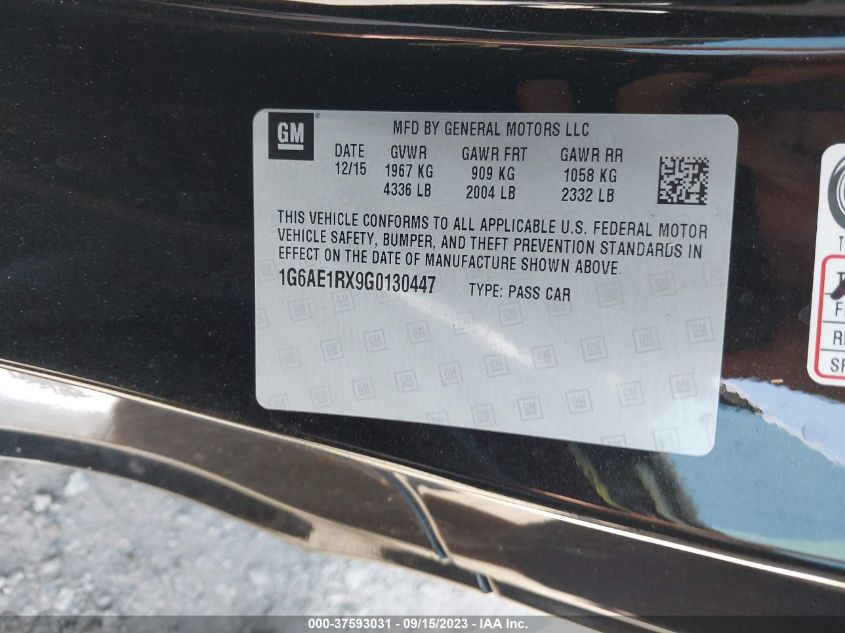 GM
MFD BY GENERAL MOTORS LLC
DATE GVWR GAWR FRT GAWR RR
12/15 1967 KG 909 KG 1058 KG
4336 LB 2004 LB 2332 LB
THIS VEHICLE CONFORMS TO ALL APPLICABLE U.S. FEDERAL MOTOR
VEHICLE SAFETY, BUMPER, AND THEFT PREVENTION STANDARDS IN
EFFECT ON THE DATE OF MANUFACTURE SHOWN ABOVE.
1G6AE1RX9G0130447 TYPE: PASS CAR
000-37593031 - 09/15/2023 - IAA Inc.